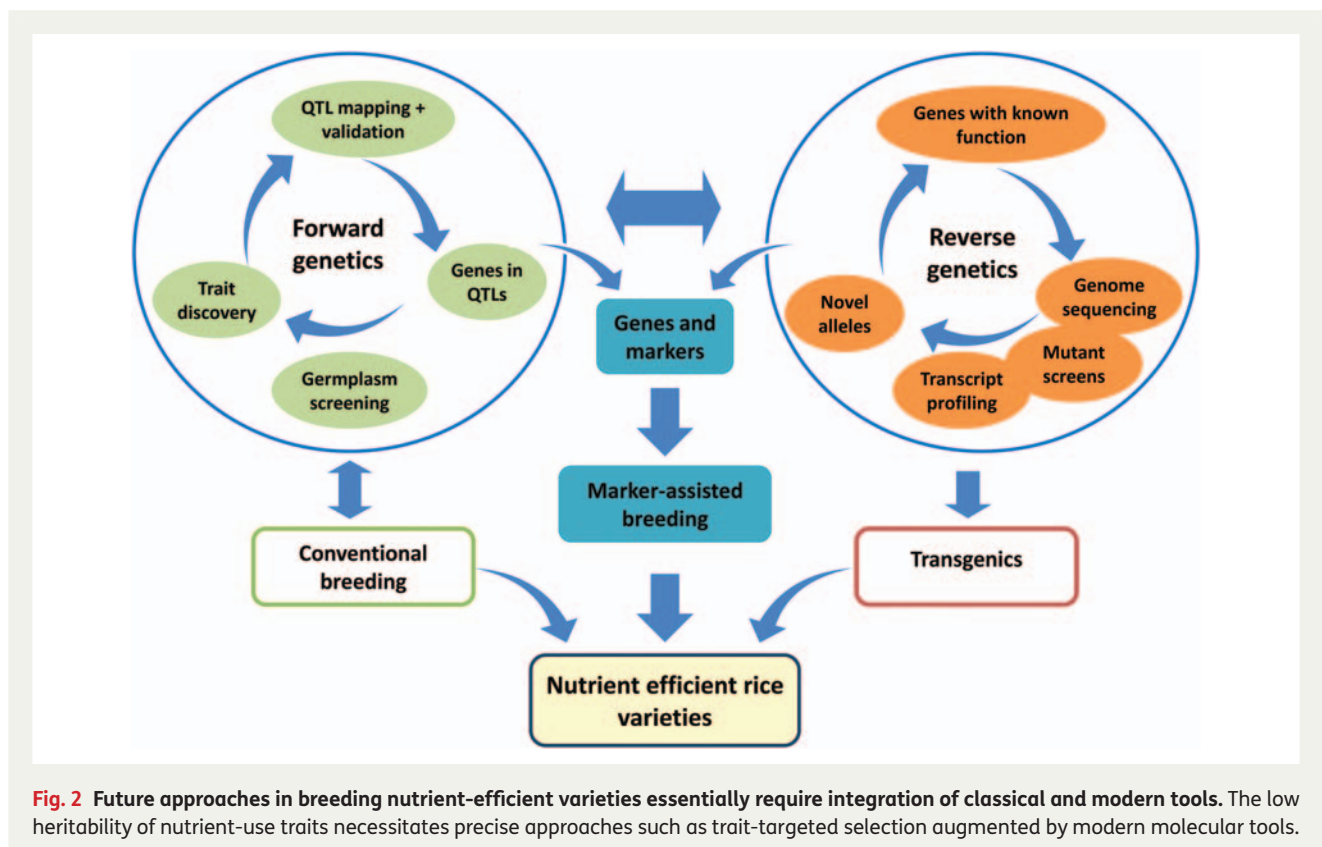 QTL mapping +
validation
Forward
genetics
Genes in
QTLs
Trait
discovery
Germplasm
screening
Genes with known
function
Reverse
genetics
Genome
sequencing
Mutant
screens
Transcript
profiling
Novel
alleles
Genes and
markers
Marker-assisted
breeding
Conventional
breeding
Transgenics
Nutrient efficient rice
varieties
Fig. 2 Future approaches in breeding nutrient-efficient varieties essentially require integration of classical and modern tools. The low
heritability of nutrient-use traits necessitates precise approaches such as trait-targeted selection augmented by modern molecular tools.